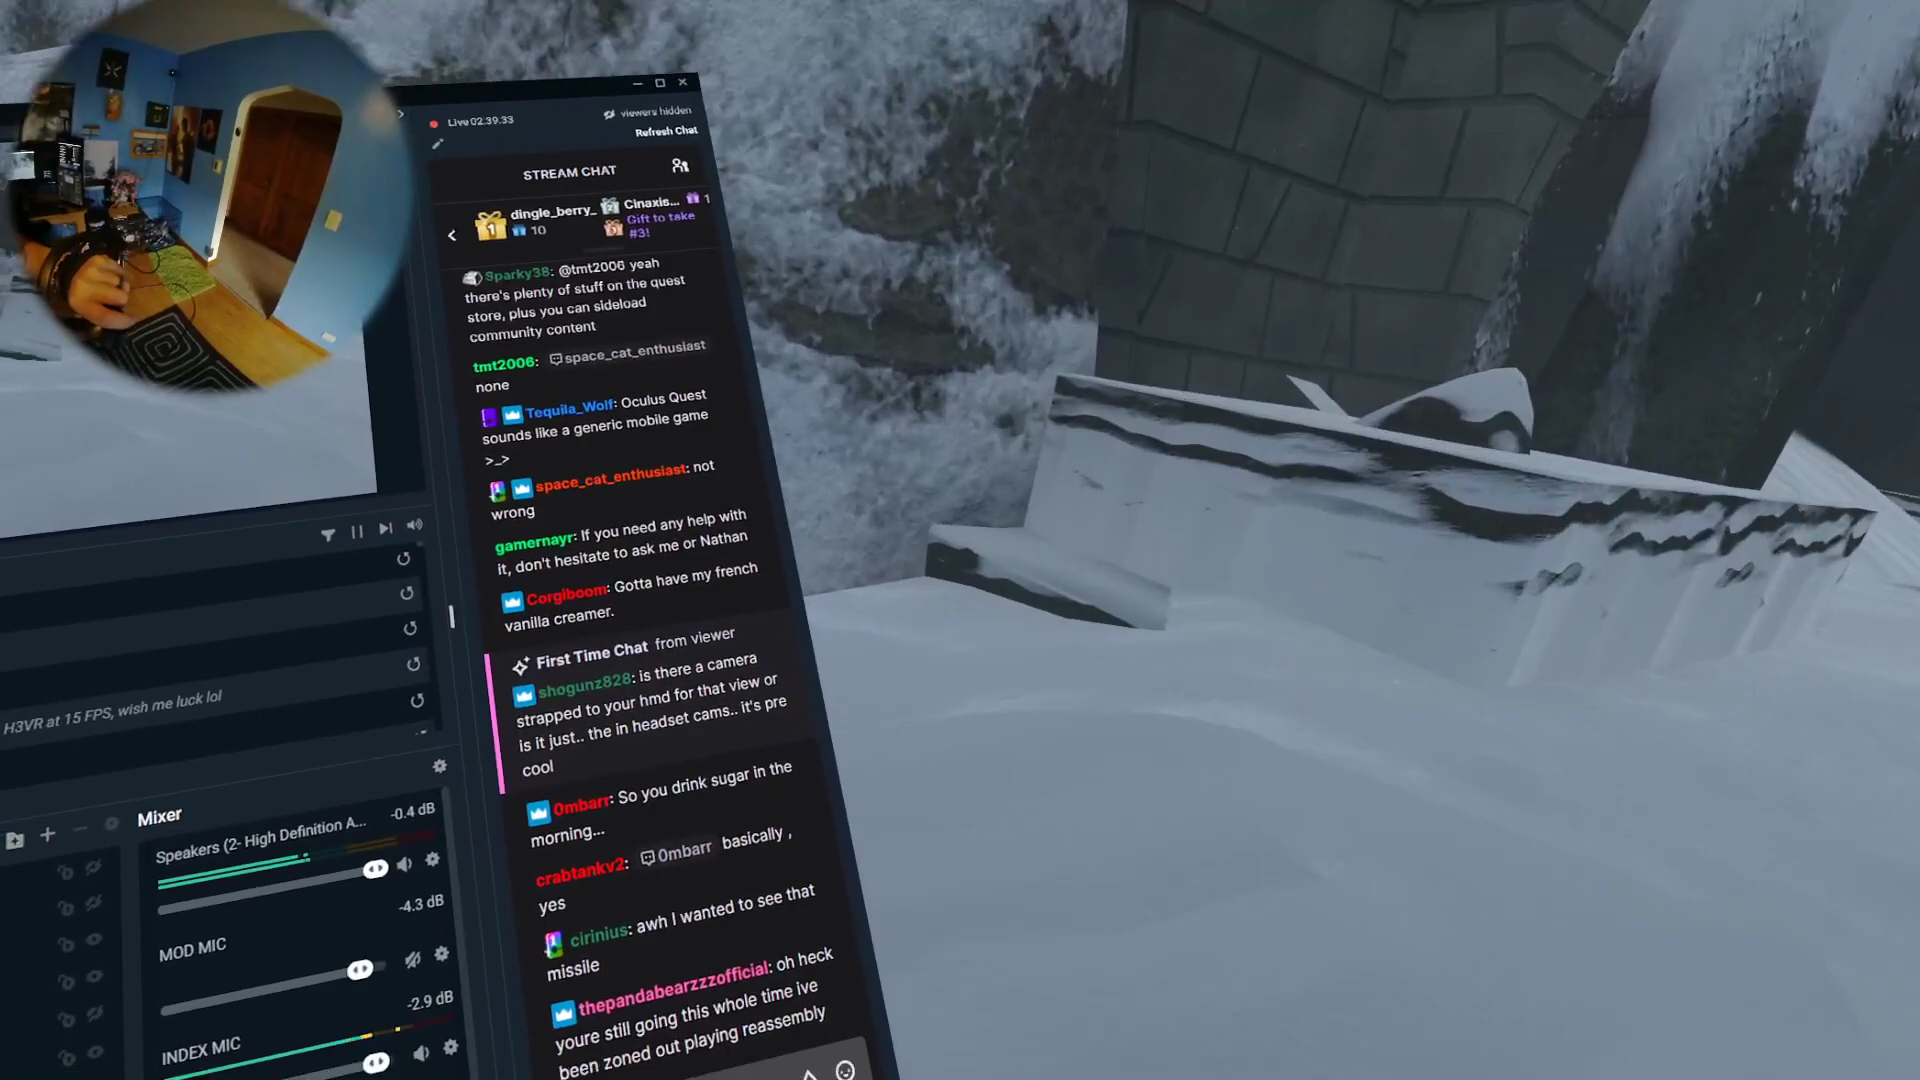 Live 02.39.33
viewers hidden
Refresh Chat
STREAM CHAT
dingle_berry_
10
Cinaxis...
1
Gift to take
#3!
Sparky38: @tmt2006 yeah
there's plenty of stuff on the quest
store, plus you can sideload
community content
tmt2006: space_cat_enthusiast
none
Tequila_Wolf: Oculus Quest
sounds like a generic mobile game
>_>
space_cat_enthusiast: not
wrong
gamernayr: If you need any help with
it, don't hesitate to ask me or Nathan
Corgiboom: Gotta have my french
vanilla creamer.
First Time Chat from viewer
shogunz828: is there a camera
strapped to your hmd for that view or
is it just.. the in headset cams.. it's pre
cool
0mbarr: So you drink sugar in the
morning...
crabtankv2: 0mbarr basically ,
yes
cirinius: awh I wanted to see that
missile
thepandabearzzzofficial: oh heck
youre still going this whole time ive
been zoned out playing reassembly
H3VR at 15 FPS, wish me luck lol
Mixer
Speakers (2- High Definition A...
-0.4 dB
MOD MIC
-4.3 dB
INDEX MIC
-2.9 dB